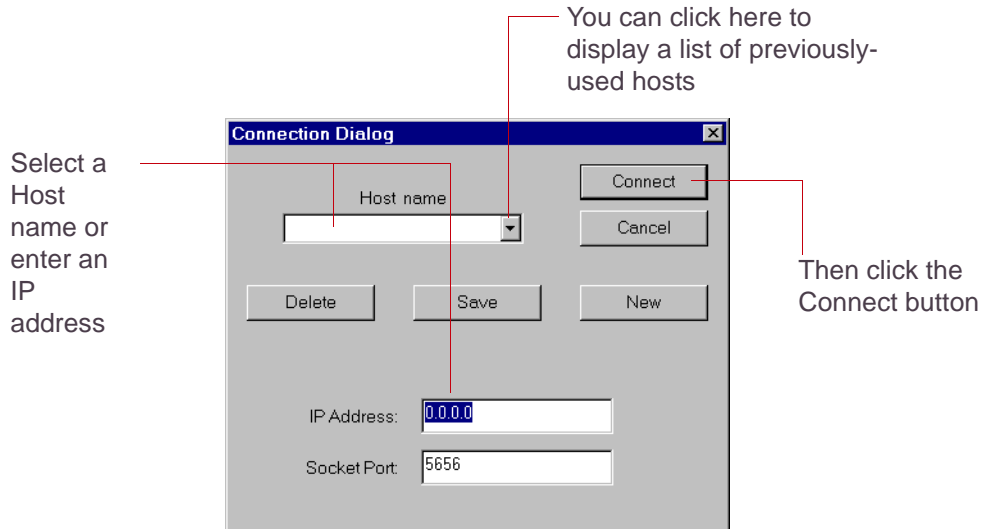 You can click here to
display a list of previously-
used hosts
Connection Dialog
Select a
Host
name or
enter an
IP
address
Host name
Connect
Cancel
Then click the
Connect button
Delete
Save
New
IP Address:
0.0.0.0
Socket Port:
5656